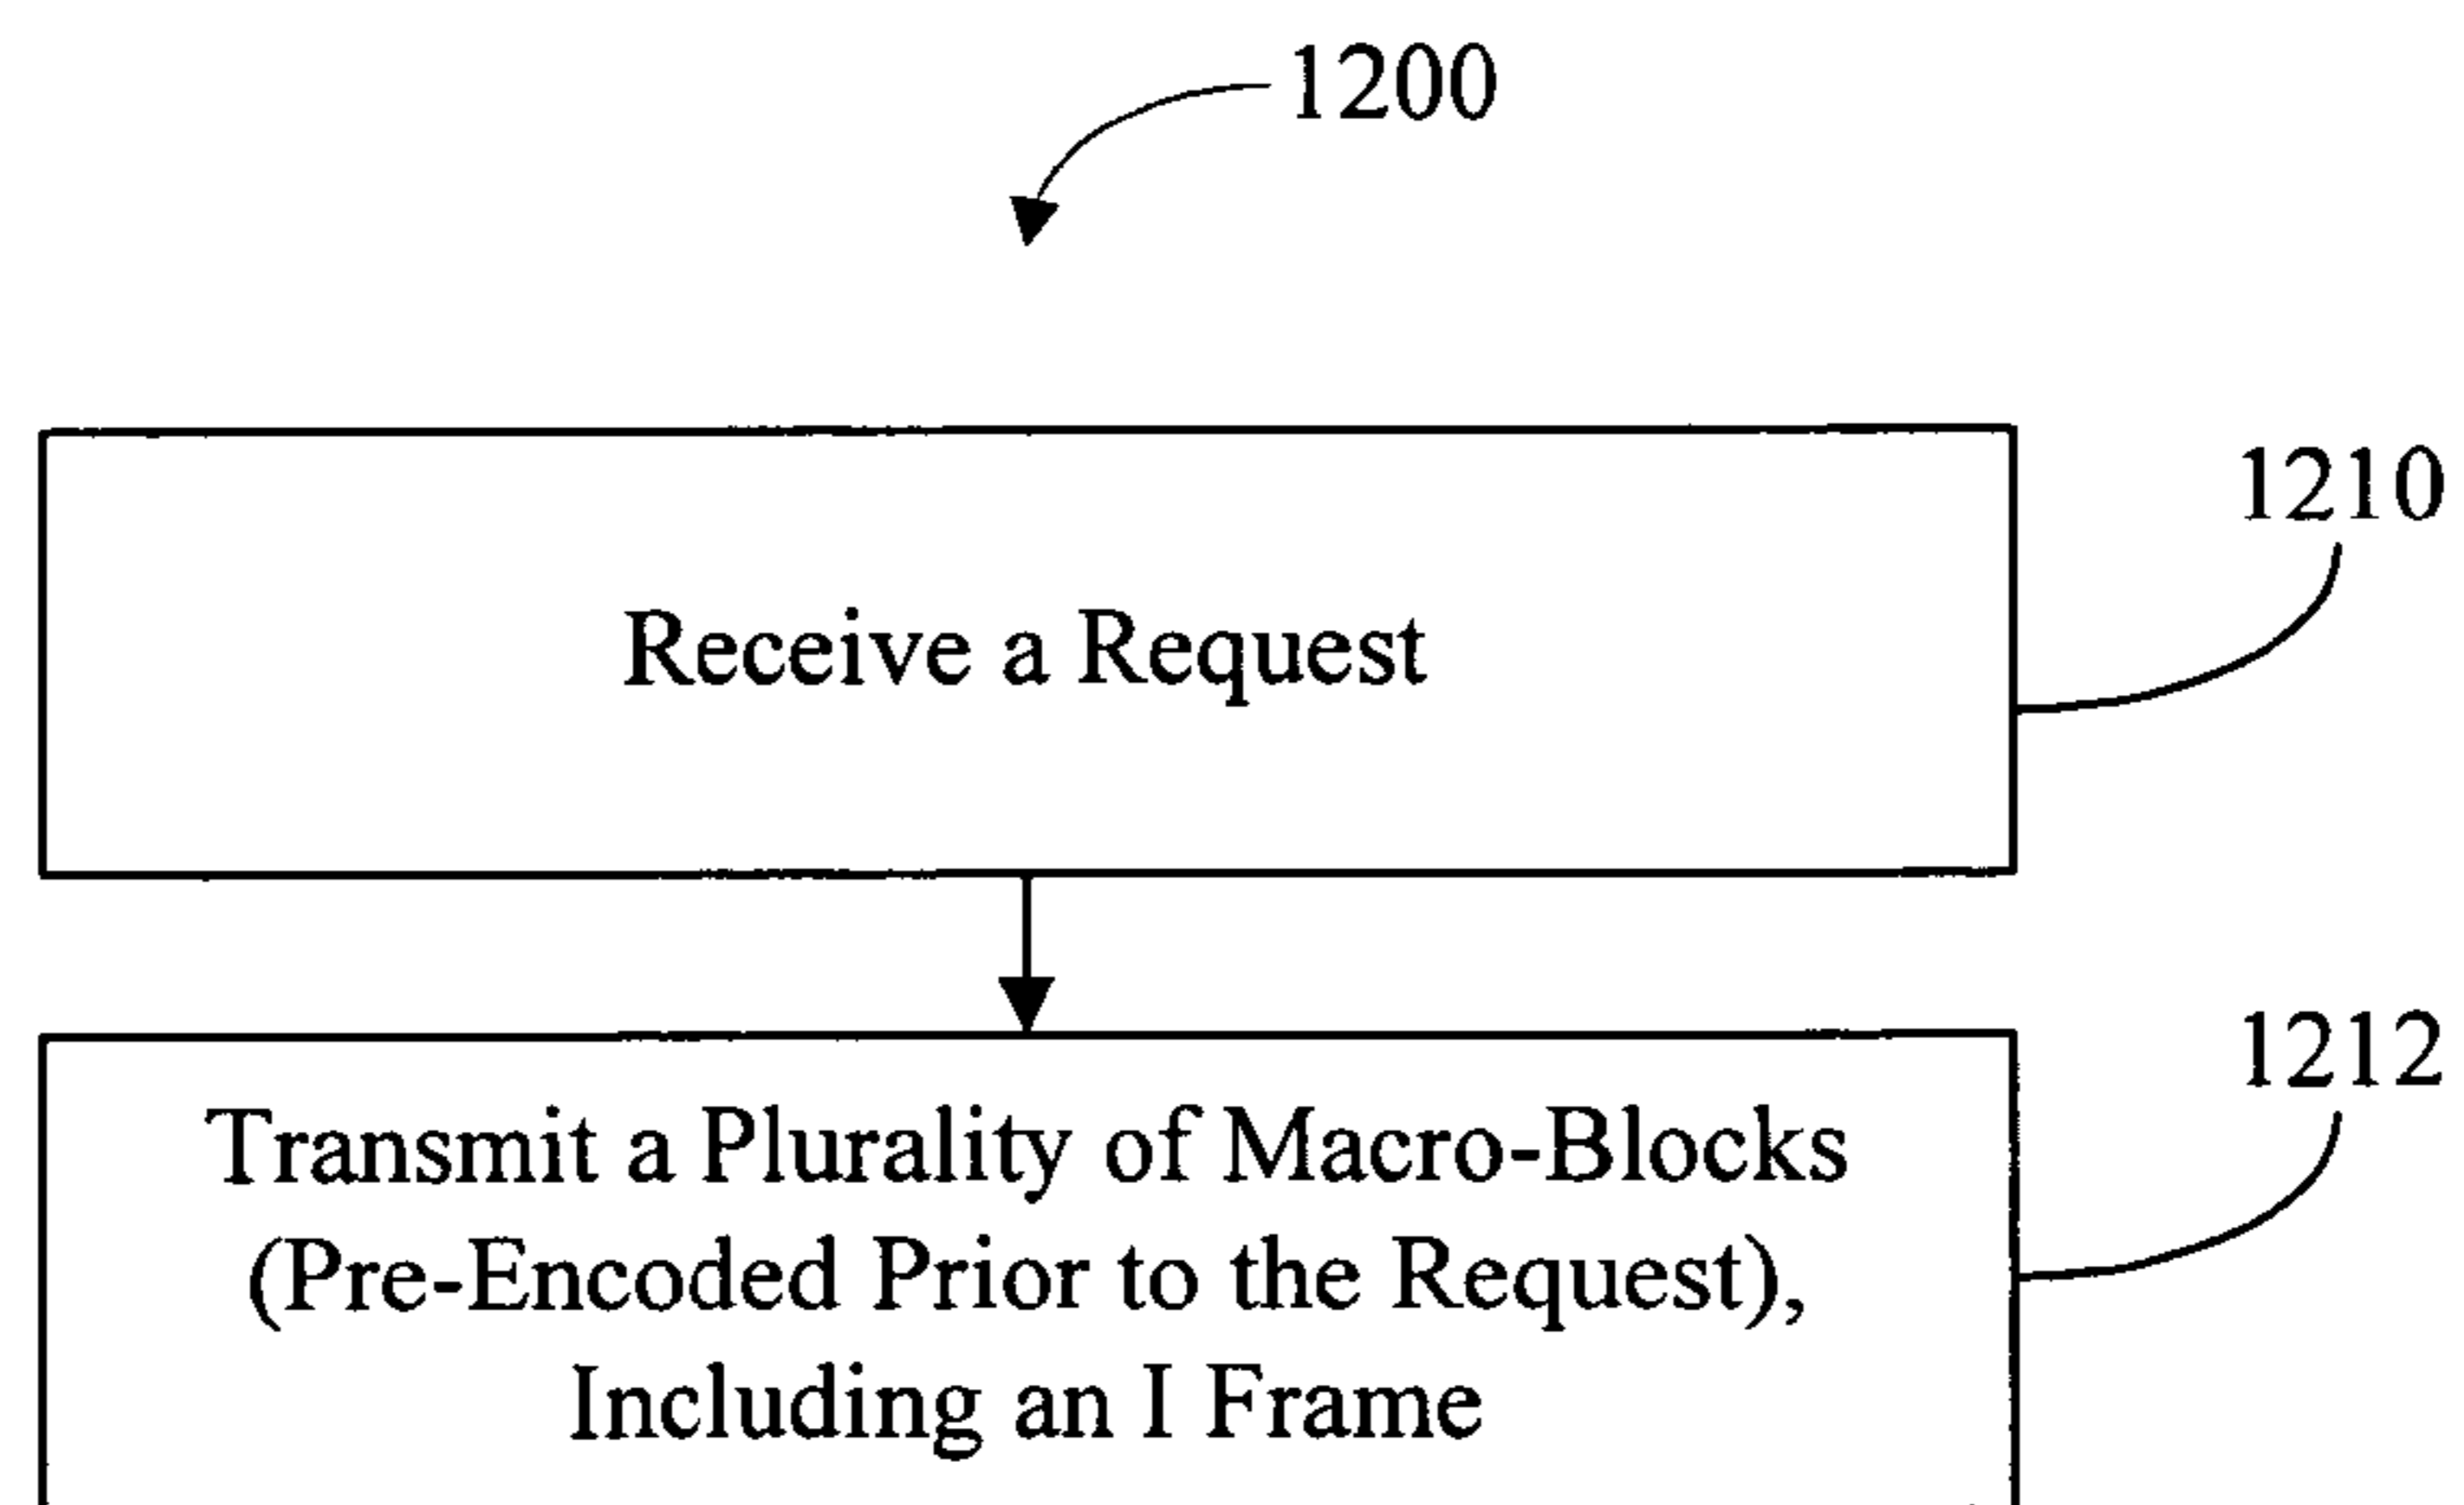 1200
1210
Receive a Request
1212
Transmit a Plurality of Macro-Blocks
(Pre-Encoded Prior to the Request),
Including an I Frame